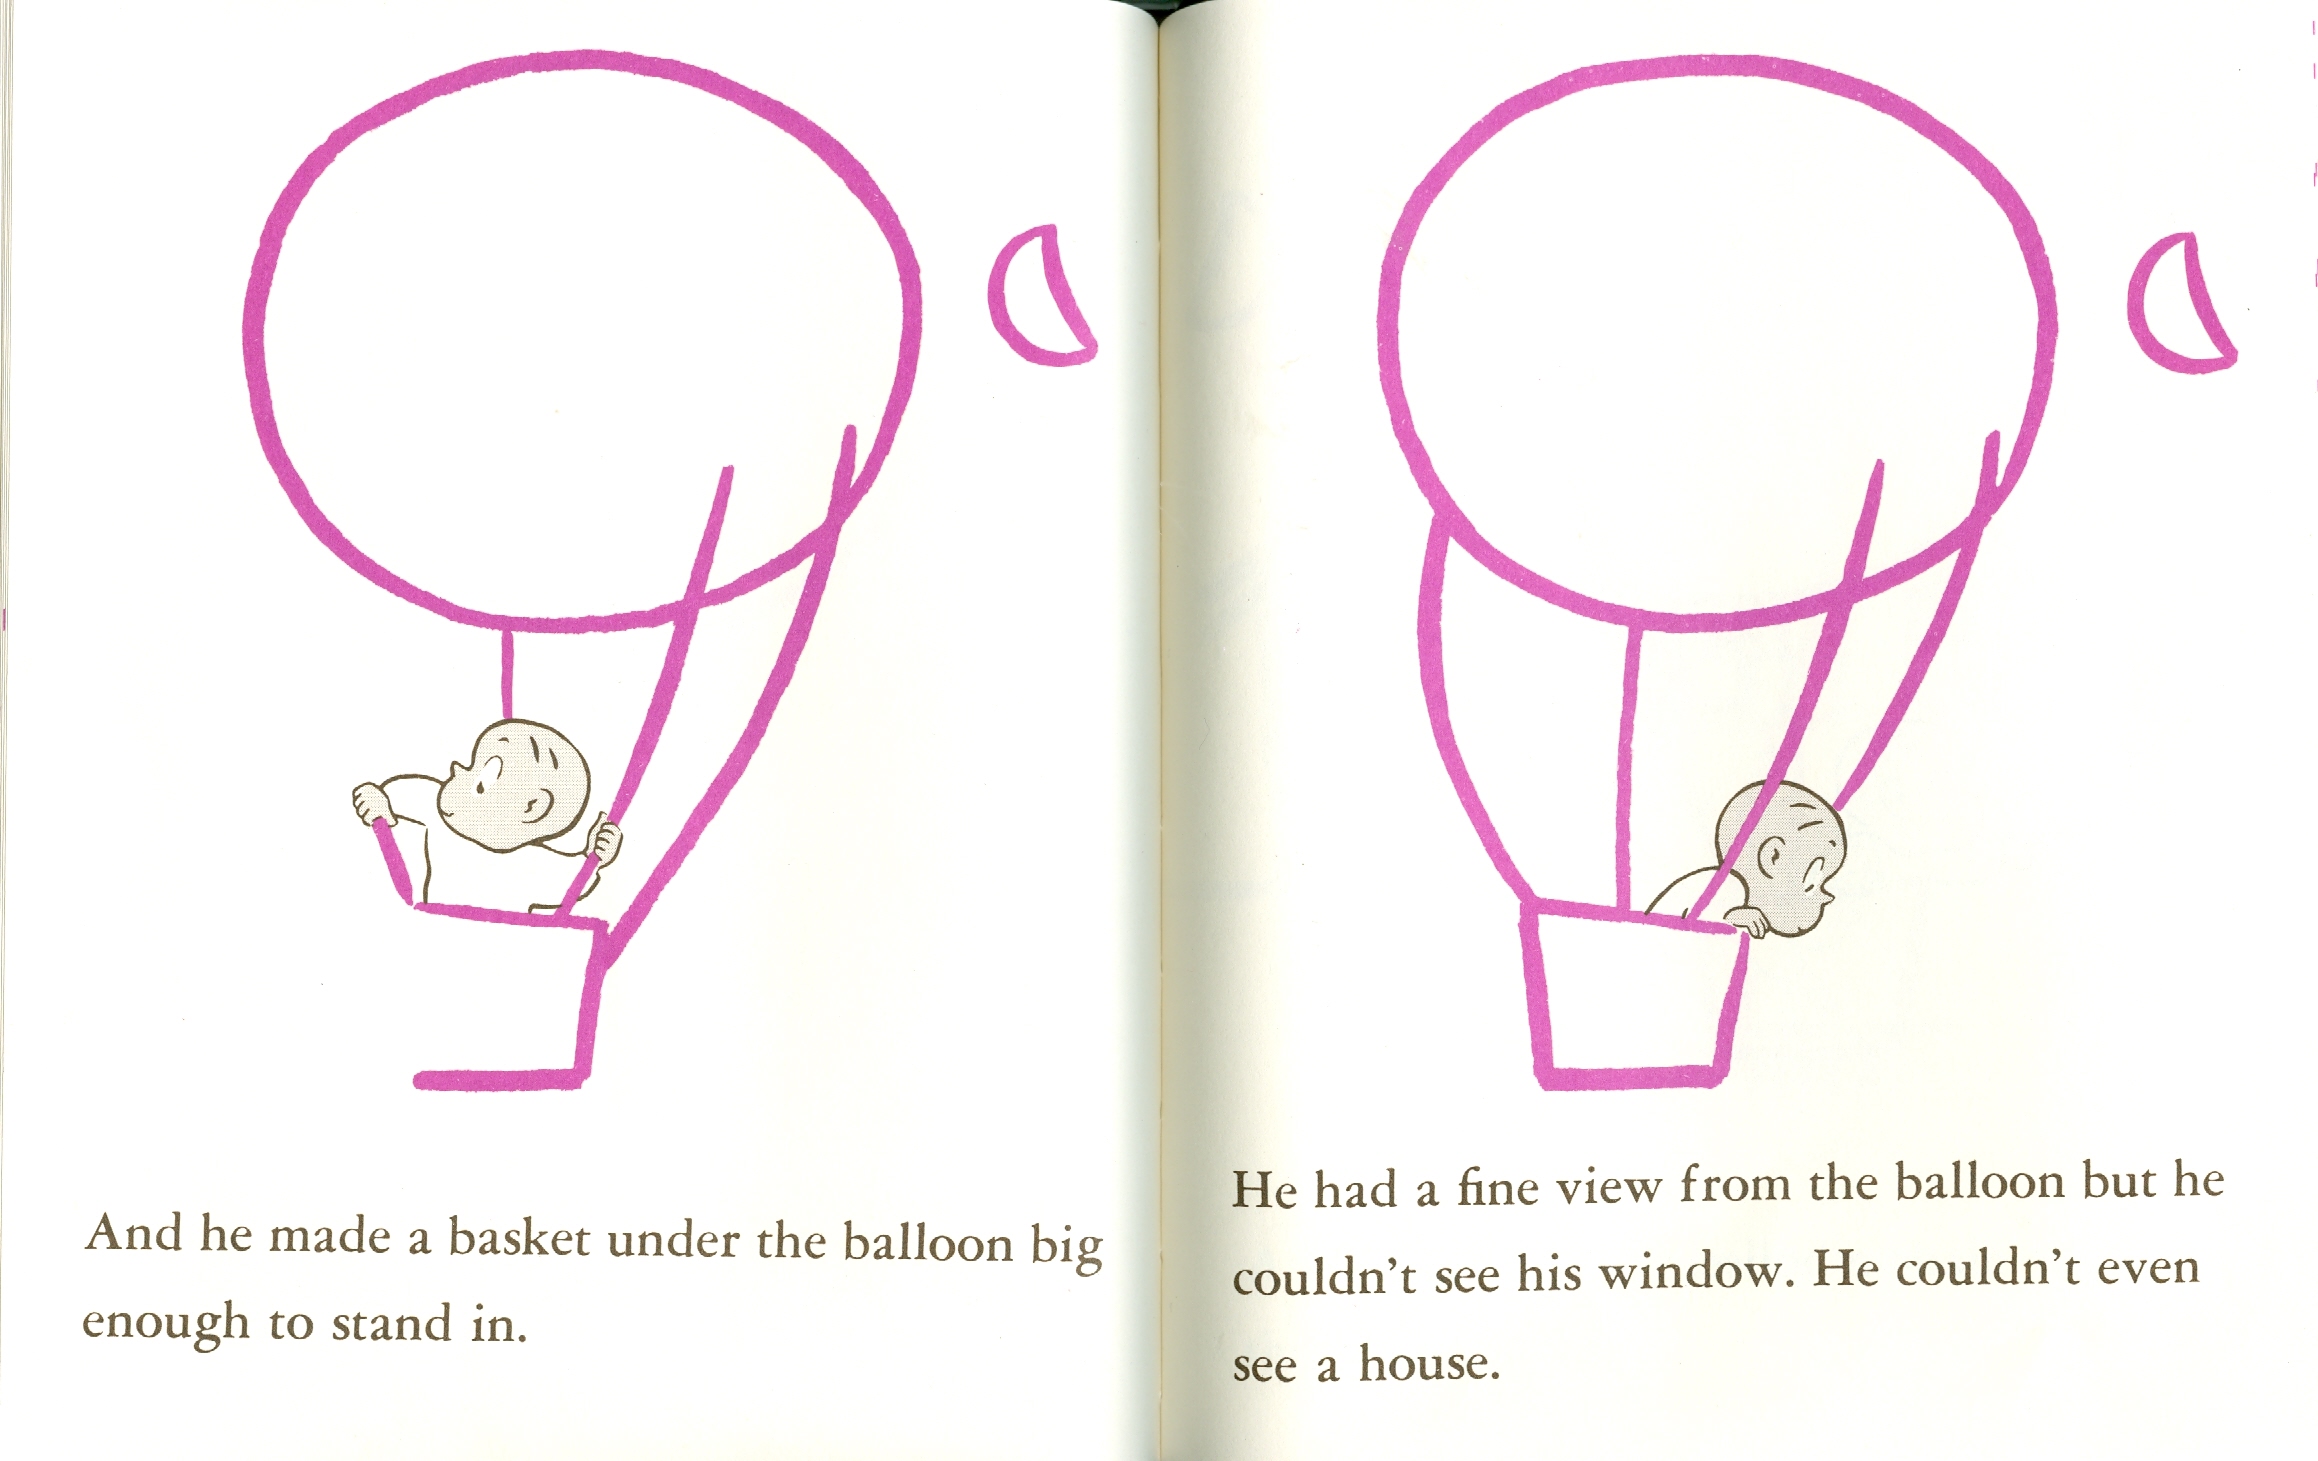 And he made a basket under the balloon big
enough to stand in.
He had a fine view from the balloon but he
couldn't see his window. He couldn't even
see a house.